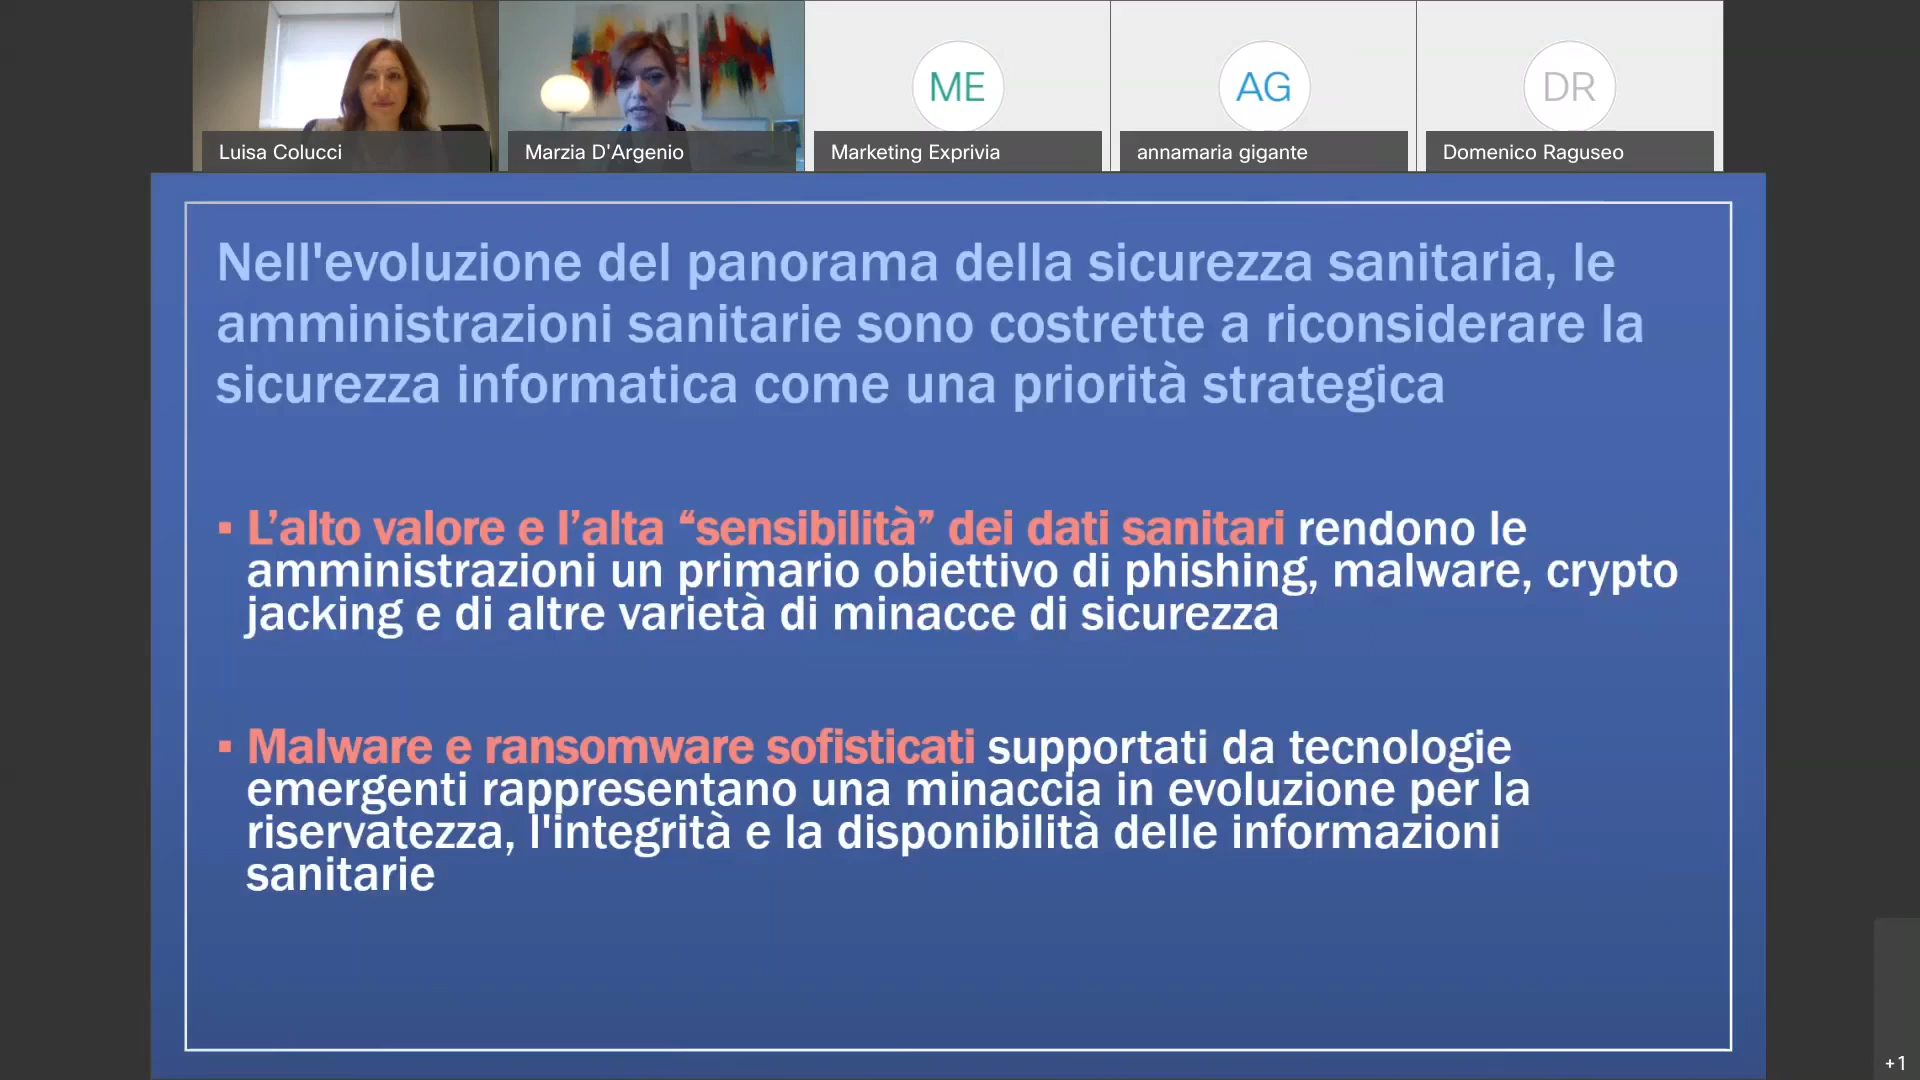 ME
AG
DR
Luisa Colucci
Marzia D'Argenio
Marketing Exprivia
annamaria gigante
Domenico Raguseo
Nell'evoluzione del panorama della sicurezza sanitaria, le
amministrazioni sanitarie sono costrette a riconsiderare la
sicurezza informatica come una priorità strategica
▪ L’alto valore e l’alta “sensibilità” dei dati sanitari rendono le
amministrazioni un primario obiettivo di phishing, malware, crypto
jacking e di altre varietà di minacce di sicurezza
▪ Malware e ransomware sofisticati supportati da tecnologie
emergenti rappresentano una minaccia in evoluzione per la
riservatezza, l'integrità e la disponibilità delle informazioni
sanitarie
+1